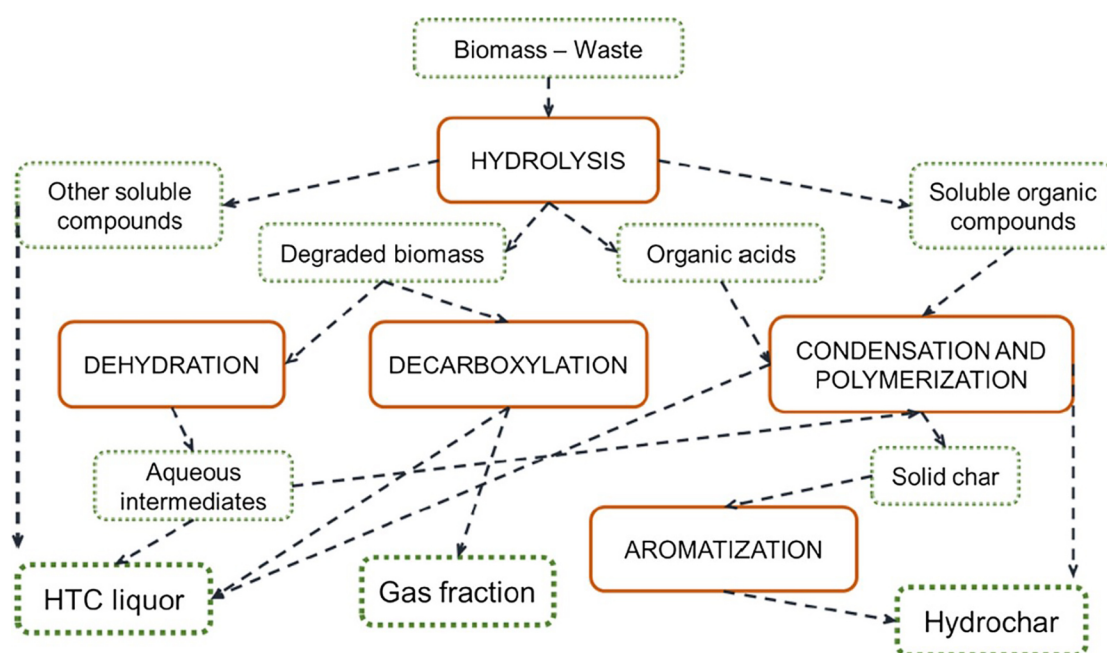 Biomass – Waste
HYDROLYSIS
Other soluble
compounds
Soluble organic
compounds
Degraded biomass
Organic acids
DEHYDRATION
DECARBOXYLATION
CONDENSATION AND
POLYMERIZATION
Aqueous
intermediates
Solid char
AROMATIZATION
HTC liquor
Gas fraction
Hydrochar